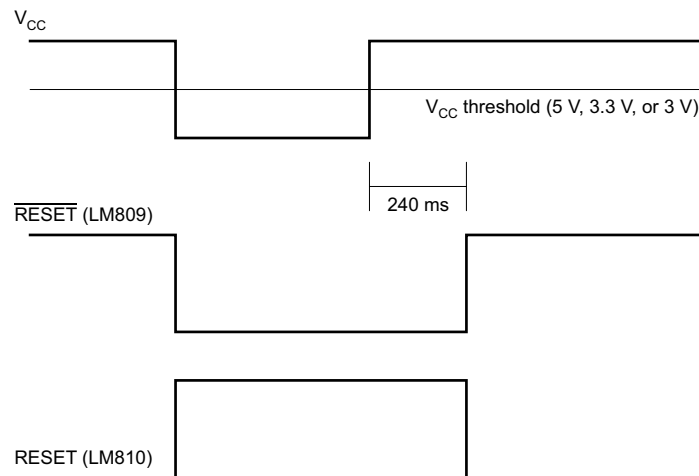 VCC
VCC threshold (5 V, 3.3 V, or 3 V)
240 ms
RESET (LM809)
RESET (LM810)